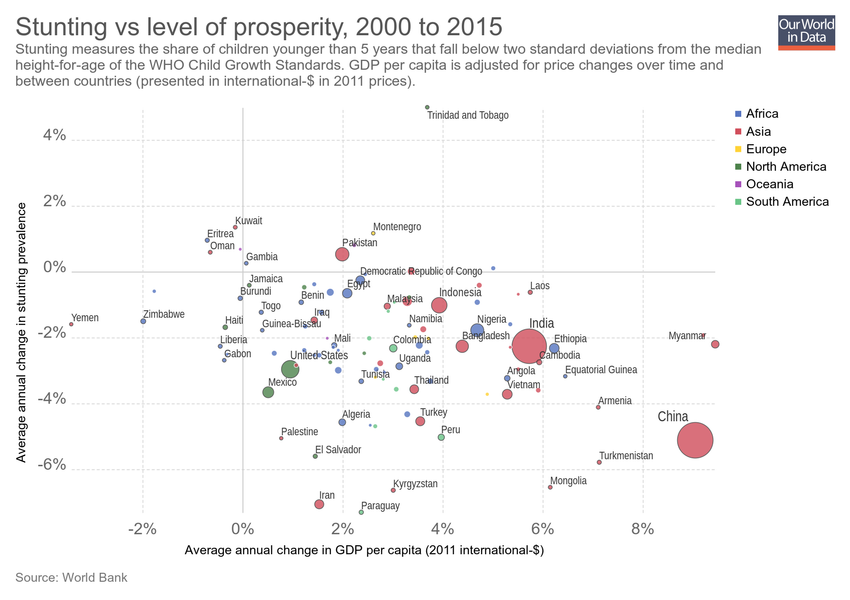 Stunting vs level of prosperity, 2000 to 2015
Our World
in Data
Stunting measures the share of children younger than 5 years that fall below two standard deviations from the median
height-for-age of the WHO Child Growth Standards. GDP per capita is adjusted for price changes over time and
between countries (presented in international-$ in 2011 prices).
Trinidad and Tobago
Africa
Asia
Europe
North America
Oceania
South America
4%
2%
0%
-2%
-4%
-6%
Average annual change in stunting prevalence
Kuwait
Montenegro
Eritrea
Pakistan
Oman
Gambia
Democratic Republic of Congo
Jamaica
Egypt
Laos
Burundi
Benin
Malaysia
Indonesia
Togo
Iraq
Zimbabwe
Yemen
Haiti
Guinea-Bissau
Namibia
Nigeria
India
Liberia
Mali
Colombia
Bangladesh
Ethiopia
Myanmar
Gabon
United States
Uganda
Cambodia
Tunisia
Angola
Equatorial Guinea
Mexico
Thailand
Vietnam
Armenia
Algeria
Turkey
China
Palestine
Peru
El Salvador
Turkmenistan
Iran
Kyrgyzstan
Mongolia
Paraguay
-2%
0%
2%
4%
6%
8%
Average annual change in GDP per capita (2011 international-$)
Source: World Bank